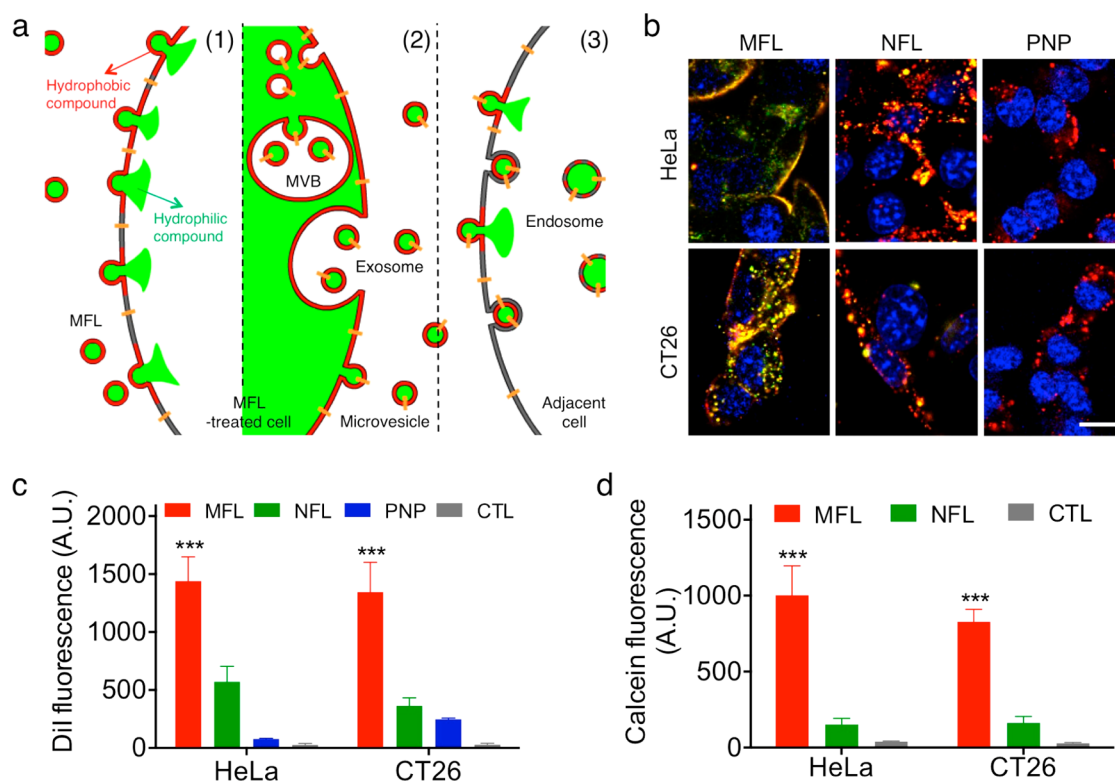 a
(1)
(2)
(3)
Hydrophobic
compound
Hydrophilic
compound
MFL
MVB
Exosome
MFL
-treated cell
Microvesicle
Endosome
Adjacent
cell
b
MFL NFL PNP
HeLa
CT26
c
MFL NFL PNP CTL
DiI fluorescence (A.U.)
2000
1500
1000
500
0
***
***
HeLa CT26
d
MFL NFL CTL
Calcein fluorescence
(A.U.)
1500
1000
500
0
***
***
HeLa CT26